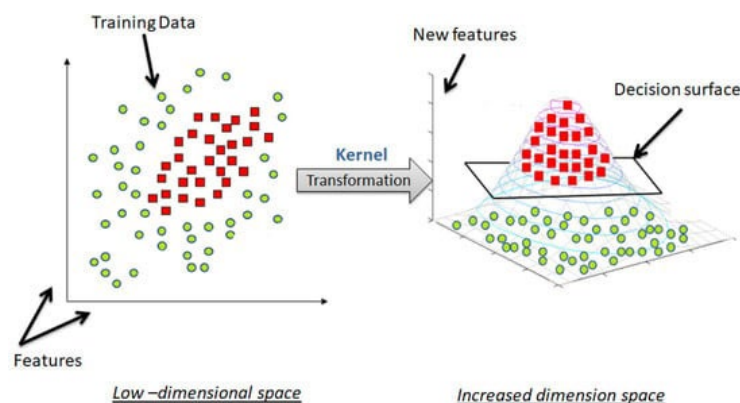 Training Data
New features
Decision surface
Kernel
Transformation
Features
Low –dimensional space
Increased dimension space